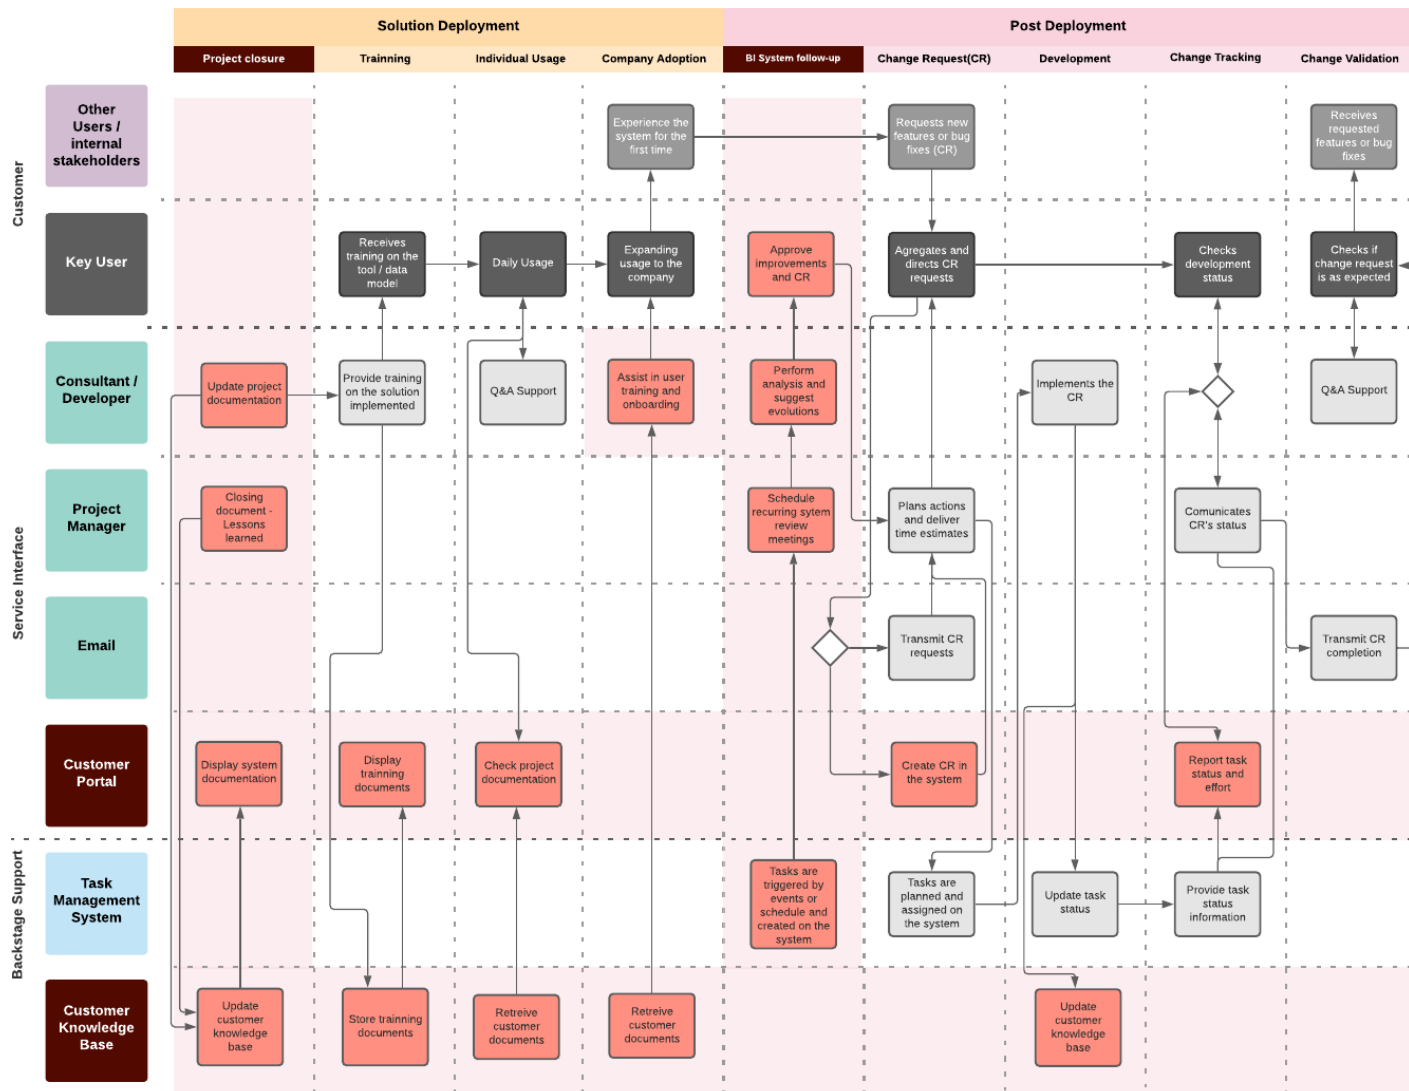 Solution Deployment
Post Deployment
Project closure
Trainning
Individual Usage
Company Adoption
BI System follow-up
Change Request(CR)
Development
Change Tracking
Change Validation
Customer
Other
Users /
internal
stakeholders
Experience the
system for the
first time
Requests new
features or bug
fixes (CR)
Receives
requested
features or bug
fixes
Key User
Receives
training on the
tool / data
model
Daily Usage
Expanding
usage to the
company
Approve
improvements
and CR
Agregates and
directs CR
requests
Checks
development
status
Checks if
change request
is as expected
Service Interface
Consultant /
Developer
Update project
documentation
Provide training
on the solution
implemented
Q&A Support
Assist in user
training and
onboarding
Perform
analysis and
suggest
evolutions
Implements the
CR
Q&A Support
Project
Manager
Closing
document -
Lessons
learned
Schedule
recurring sytem
review
meetings
Plans actions
and deliver
time estimates
Comunicates
CR's status
Email
Transmit CR
requests
Transmit CR
completion
Customer
Portal
Display system
documentation
Display
trainning
documents
Check project
documentation
Create CR in
the system
Report task
status and
effort
Backstage Support
Task
Management
System
Tasks are
triggered by
events or
schedule and
created on the
system
Tasks are
planned and
assigned on
the system
Update task
status
Provide task
status
information
Customer
Knowledge
Base
Update
customer
knowledge
base
Store trainning
documents
Retreive
customer
documents
Retreive
customer
documents
Update
customer
knowledge
base